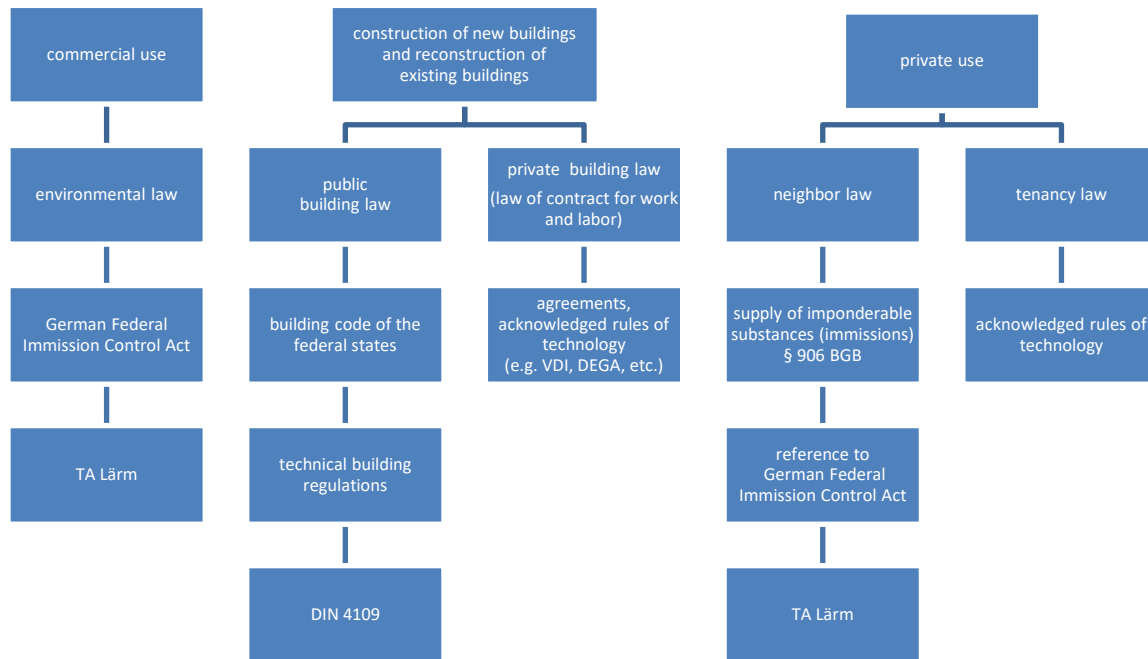 commercial use
construction of new buildings
and reconstruction of
existing buildings
private use
environmental law
public
building law
private building law
(law of contract for work
and labor)
neighbor law
tenancy law
German Federal
Immission Control Act
building code of the
federal states
agreements,
acknowledged rules of
technology
(e.g. VDI, DEGA, etc.)
supply of imponderable
substances (immissions)
§ 906 BGB
acknowledged rules of
technology
TA Lärm
technical building
regulations
reference to
German Federal
Immission Control Act
DIN 4109
TA Lärm